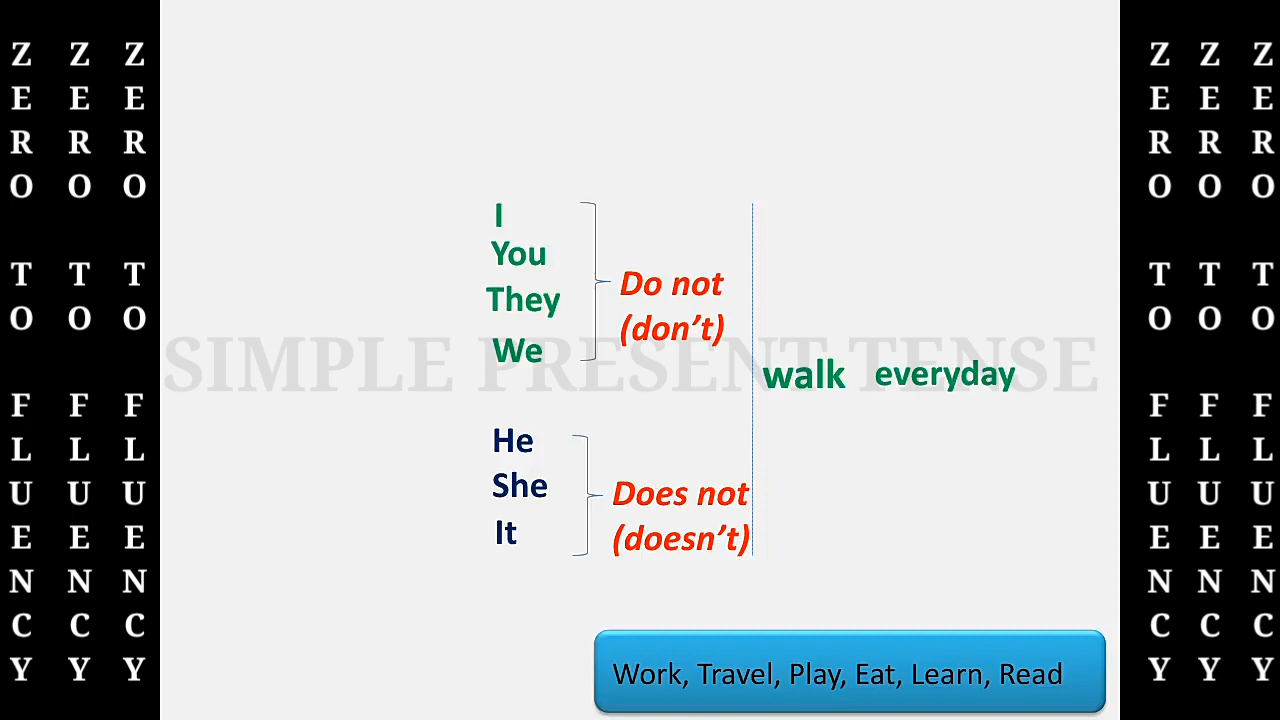 ZERO TO FLUENCY
ZERO TO FLUENCY
ZERO TO FLUENCY
I
You
They
We
Do not
(don't)
SIMPLE PRESENT TENSE
walk everyday
He
She
It
Does not
(doesn't)
Work, Travel, Play, Eat, Learn, Read
ZERO TO FLUENCY
ZERO TO FLUENCY
ZERO TO FLUENCY